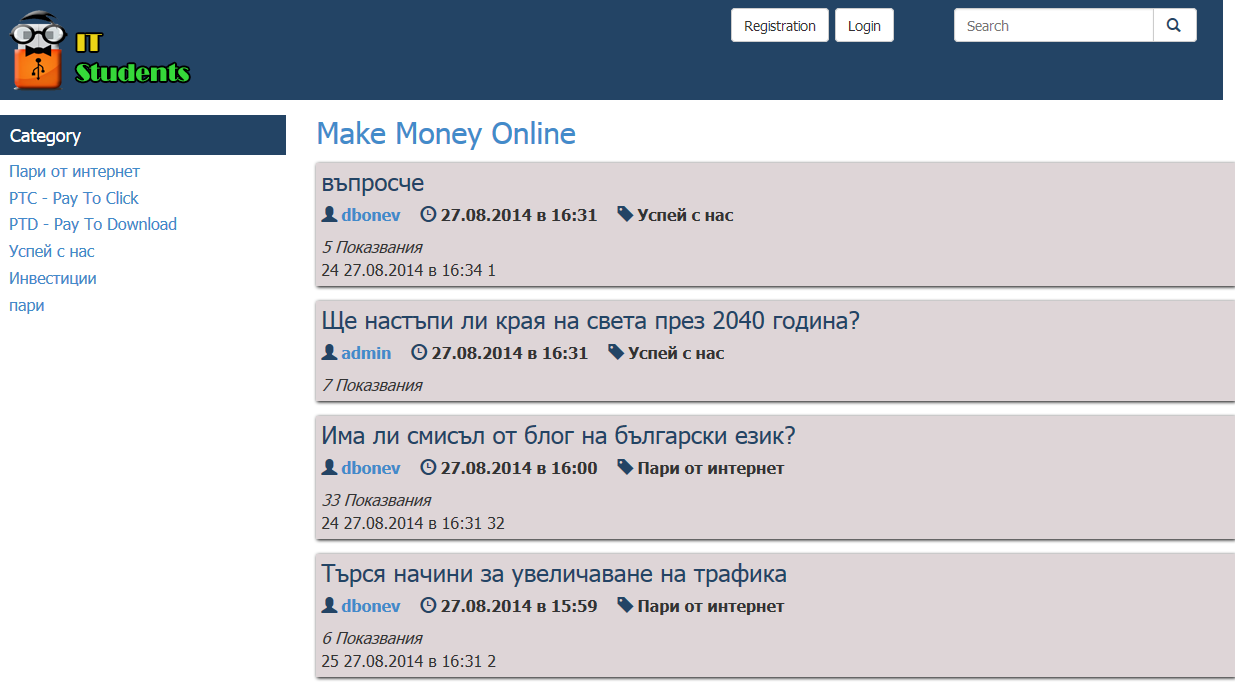 IT
Students
Registration Login Search
Category
Пари от интернет
PTC - Pay To Click
PTD - Pay To Download
Успей с нас
Инвестиции
пари
Make Money Online
въпросче
dbonev 27.08.2014 в 16:31 Успей с нас
5 Показвания
24 27.08.2014 в 16:34 1
Ще настъпи ли края на света през 2040 година?
admin 27.08.2014 в 16:31 Успей с нас
7 Показвания
Има ли смисъл от блог на български език?
dbonev 27.08.2014 в 16:00 Пари от интернет
33 Показвания
24 27.08.2014 в 16:31 32
Търся начини за увеличаване на трафика
dbonev 27.08.2014 в 15:59 Пари от интернет
6 Показвания
25 27.08.2014 в 16:31 2